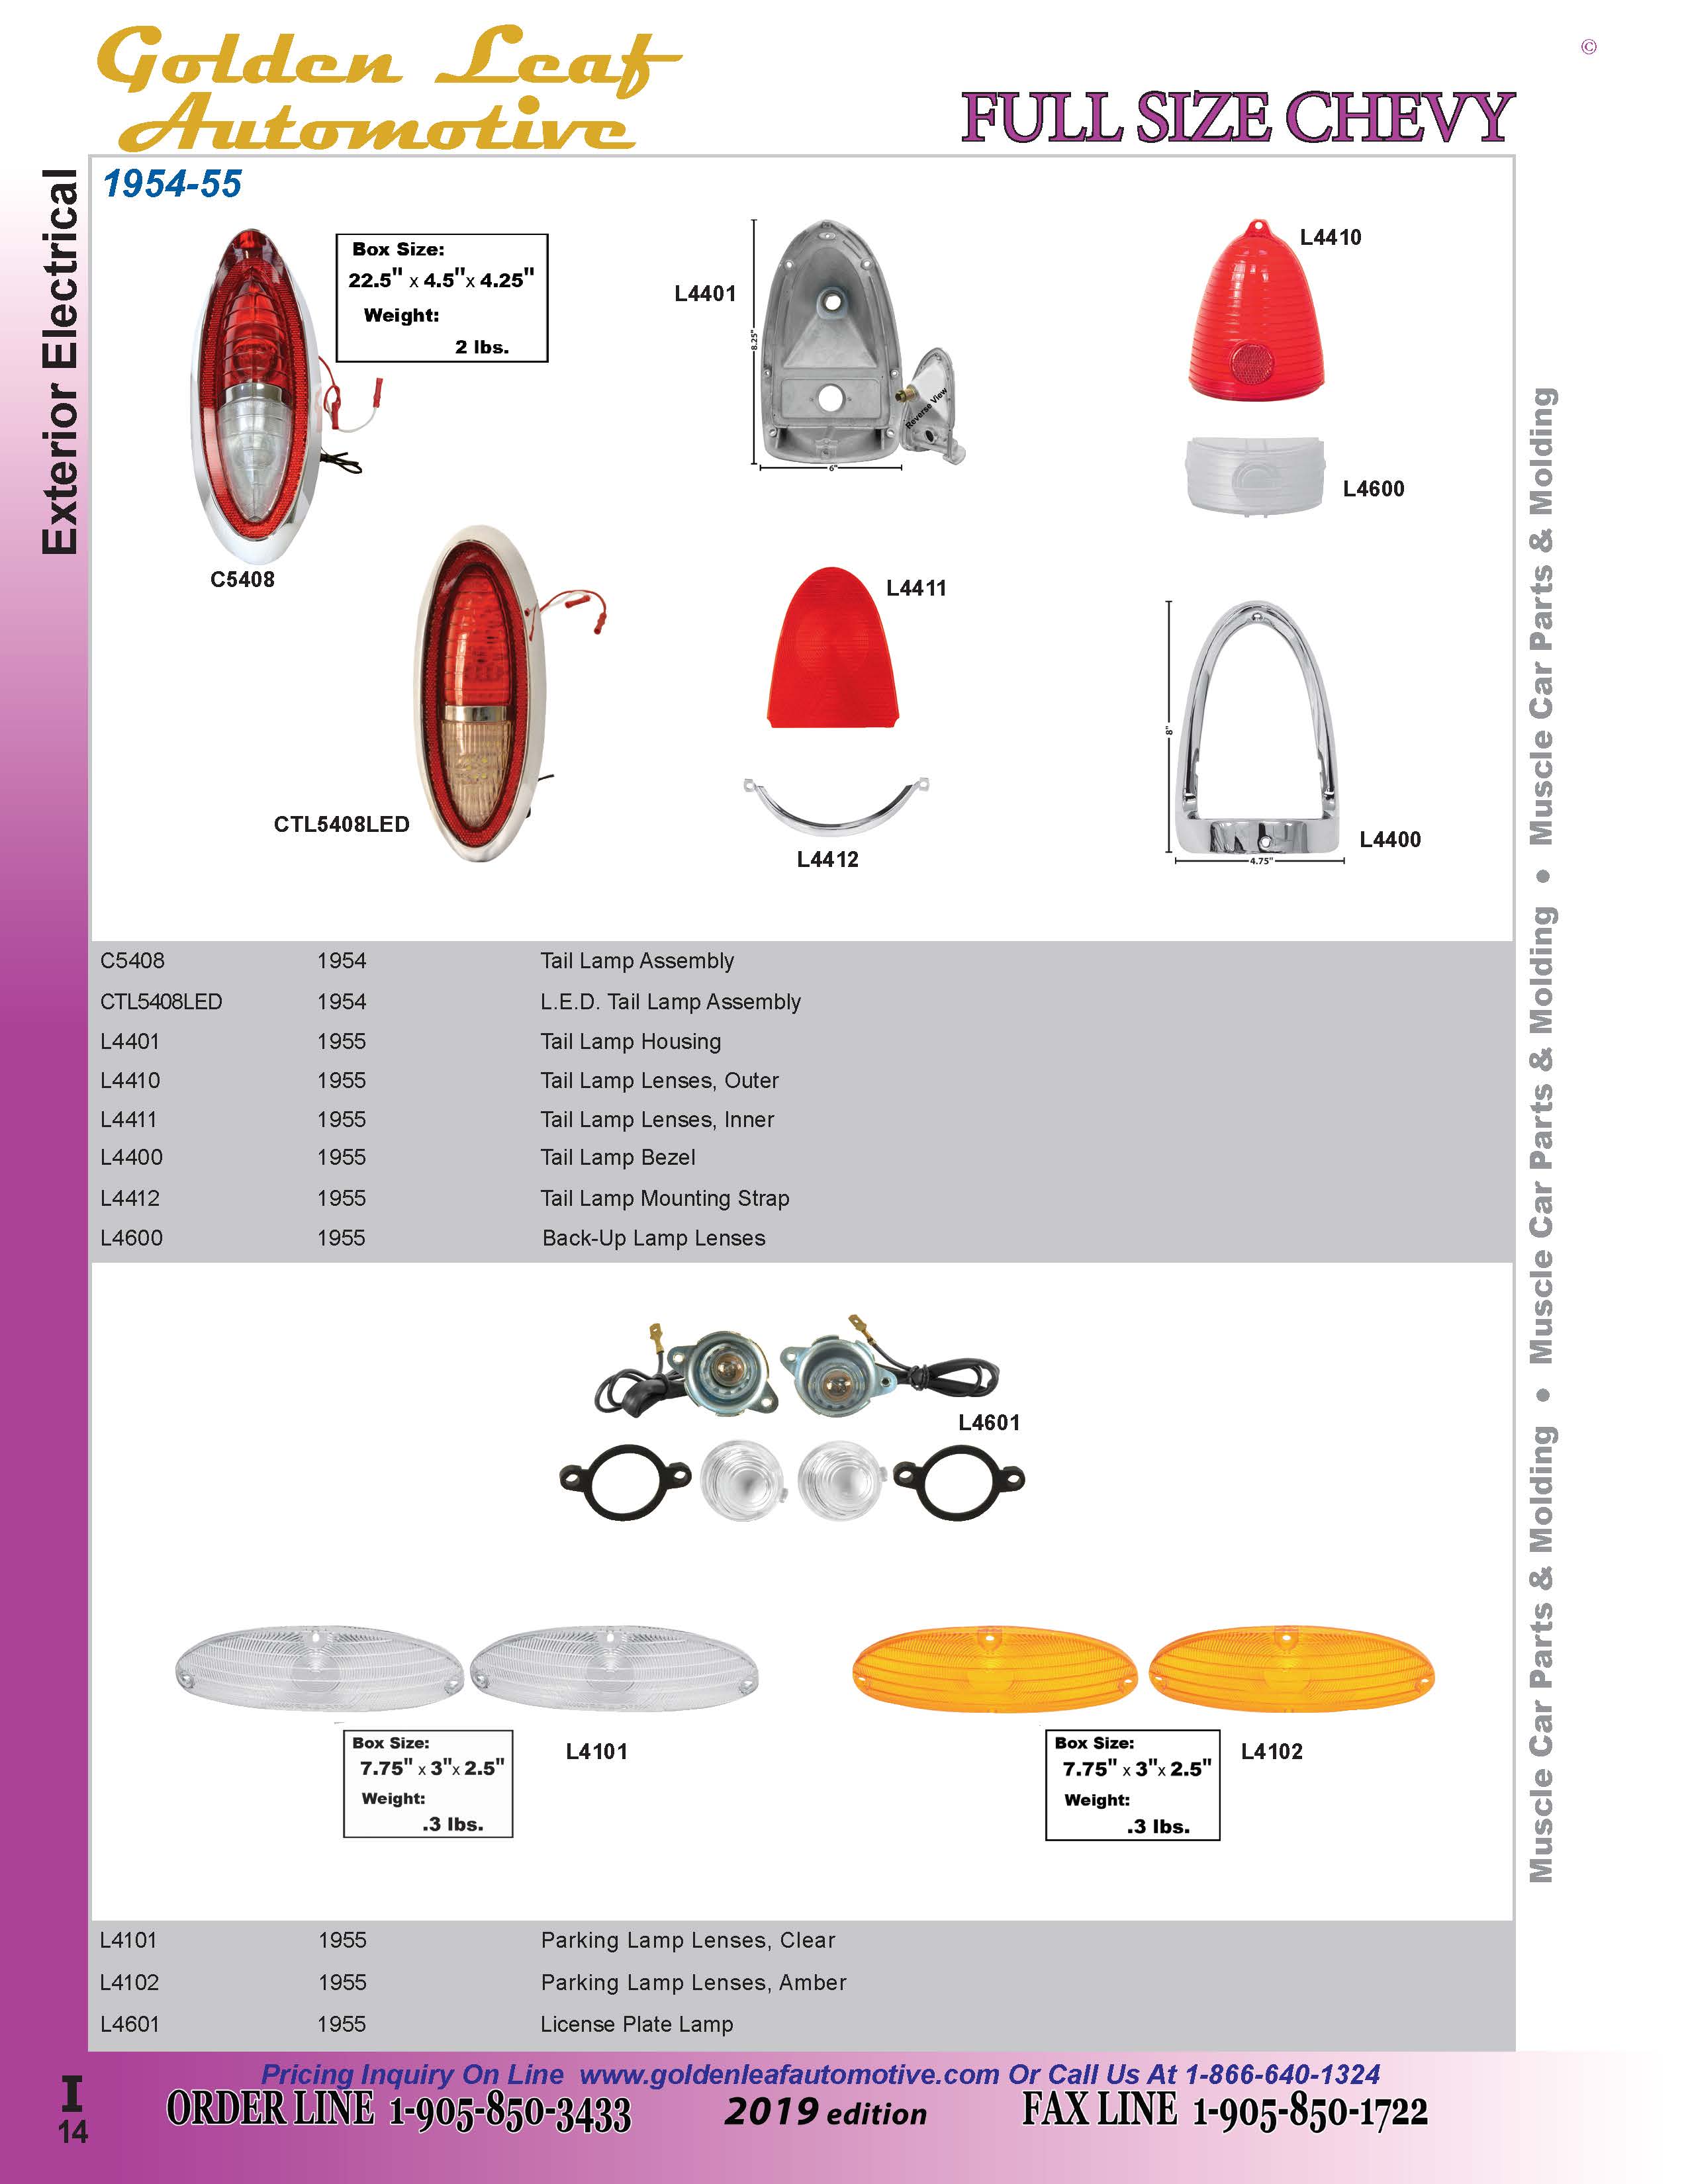 Golden Leaf
Automotive
©
FULL SIZE CHEVY
Exterior Electrical
1954-55
Box Size:
22.5" x 4.5"x 4.25"
Weight:
2 lbs.
C5408
CTL5408LED
L4401
8.25"
6"
Reverse View
L4410
L4600
L4411
L4412
8"
4.75"
L4400
C5408 1954 Tail Lamp Assembly
CTL5408LED 1954 L.E.D. Tail Lamp Assembly
L4401 1955 Tail Lamp Housing
L4410 1955 Tail Lamp Lenses, Outer
L4411 1955 Tail Lamp Lenses, Inner
L4400 1955 Tail Lamp Bezel
L4412 1955 Tail Lamp Mounting Strap
L4600 1955 Back-Up Lamp Lenses
L4601
Box Size:
7.75" x 3"x 2.5"
Weight:
.3 lbs.
L4101
Box Size:
7.75" x 3"x 2.5"
Weight:
.3 lbs.
L4102
L4101 1955 Parking Lamp Lenses, Clear
L4102 1955 Parking Lamp Lenses, Amber
L4601 1955 License Plate Lamp
Muscle Car Parts & Molding • Muscle Car Parts & Molding • Muscle Car Parts & Molding
Pricing Inquiry On Line www.goldenleafautomotive.com Or Call Us At 1-866-640-1324
ORDER LINE 1-905-850-3433 2019 edition FAX LINE 1-905-850-1722
I
14